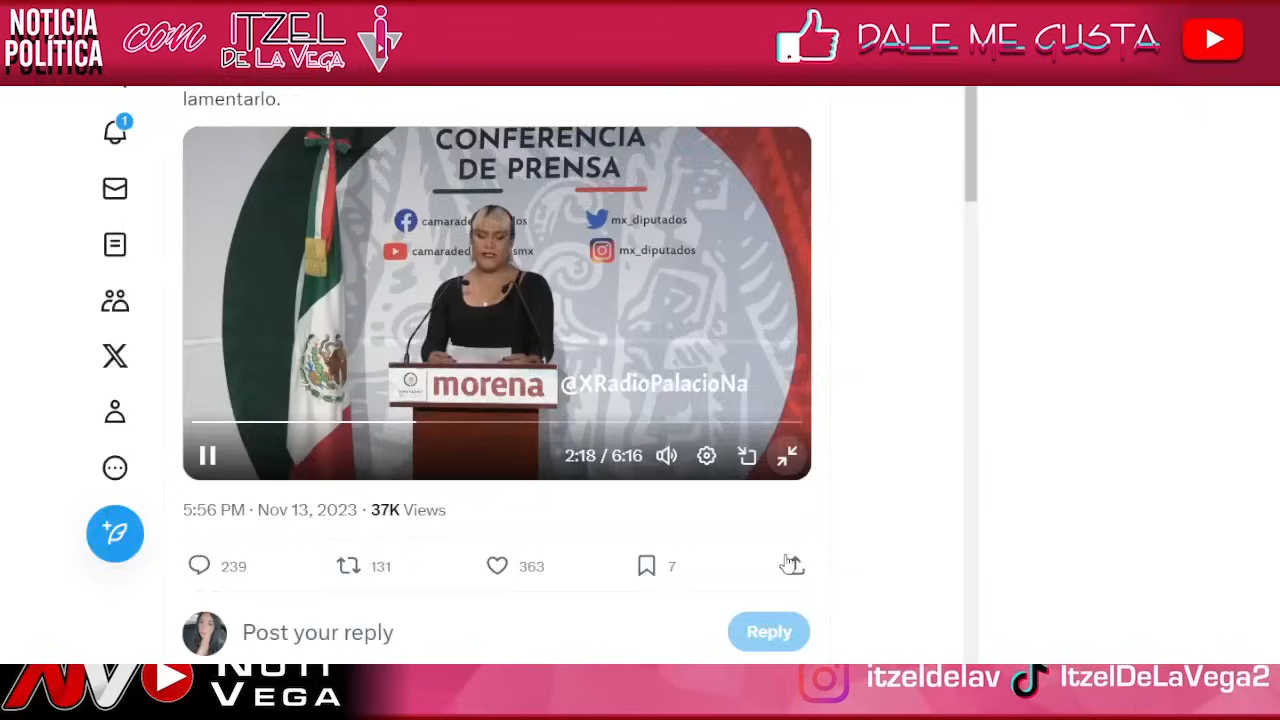 NOTICIA
POLÍTICA
con
ITZEL
DE LA VEGA
DALE ME GUSTA
lamentarlo.
1
CONFERENCIA
DE PRENSA
mx_diputados
mx_diputados
morena
@XRadioPalacioNa
2:18 / 6:16
5:56 PM · Nov 13, 2023 · 37K Views
239
131
363
7
Post your reply
Reply
NUTI
VEGA
itzeldelav
ItzelDeLaVega2